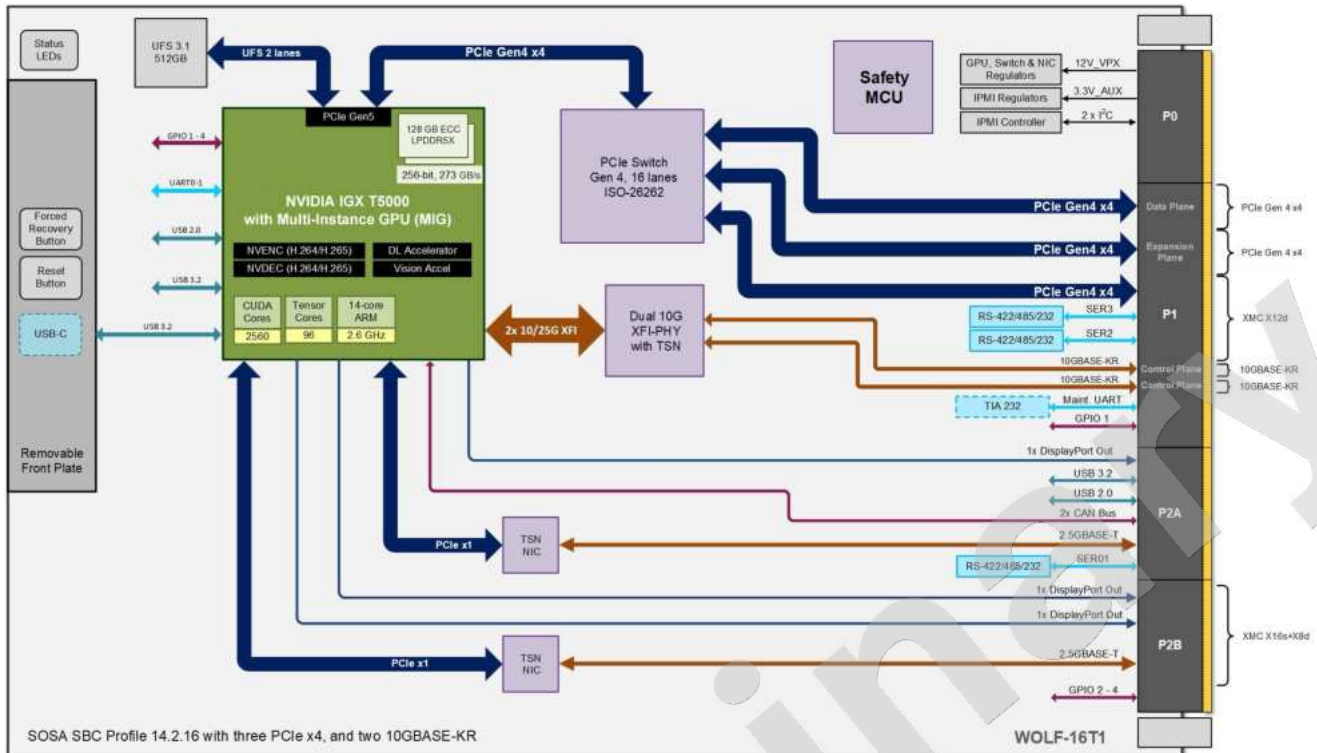 Status
LEDs
UFS 3.1
512GB
UFS 2 lanes
PCIe Gen4 x4
Safety
MCU
GPU, Switch & NIC
Regulators
12V_VPX
IPMI Regulators
3.3V_AUX
IPMI Controller
2 x I²C
P0
PCIe Gen5
128 GB ECC
LPDDR5X
256-bit, 273 GB/s
GPIO 1 - 4
UART0-1
USB 2.0
USB 3.2
USB 3.2
NVIDIA IGX T5000
with Multi-Instance GPU (MIG)
NVENC (H.264/H.265)
DL Accelerator
NVDEC (H.264/H.265)
Vision Accel
CUDA
Cores
2560
Tensor
Cores
96
14-core
ARM
2.6 GHz
PCIe Switch
Gen 4, 16 lanes
ISO-26262
PCIe Gen4 x4
Data Plane
PCIe Gen 4 x4
PCIe Gen4 x4
Expansion
Plane
PCIe Gen 4 x4
PCIe Gen4 x4
Forced
Recovery
Button
Reset
Button
USB-C
Removable
Front Plate
2x 10/25G XFI
Dual 10G
XFI-PHY
with TSN
RS-422/485/232
SER3
RS-422/485/232
SER2
P1
XMC X12d
10GBASE-KR
Control Plane
10GBASE-KR
10GBASE-KR
Control Plane
10GBASE-KR
TIA 232
Maint. UART
GPIO 1
1x DisplayPort Out
USB 3.2
USB 2.0
2x CAN Bus
P2A
PCIe x1
TSN
NIC
2.5GBASE-T
RS-422/485/232
SER01
1x DisplayPort Out
1x DisplayPort Out
P2B
XMC X16s+X8d
PCIe x1
TSN
NIC
2.5GBASE-T
GPIO 2 - 4
SOSA SBC Profile 14.2.16 with three PCIe x4, and two 10GBASE-KR
WOLF-16T1
inary